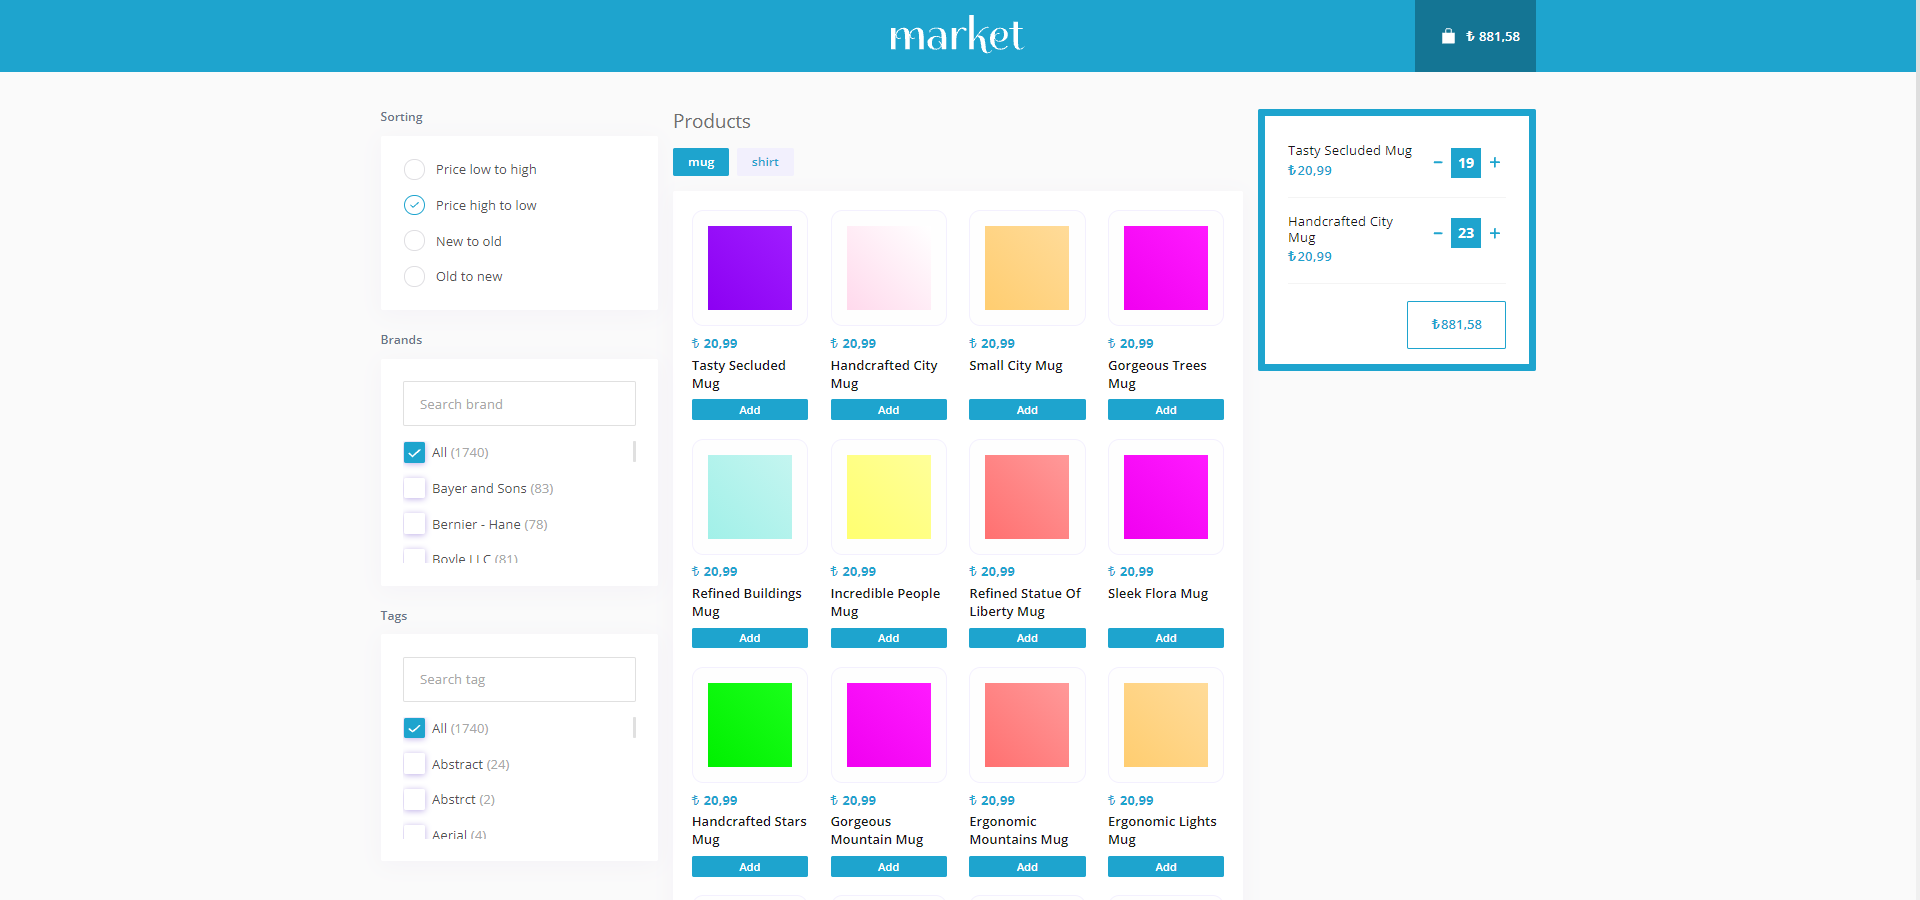 market
₺ 881,58
Sorting
Price low to high
Price high to low
New to old
Old to new
Brands
Search brand
All (1740)
Bayer and Sons (83)
Bernier - Hane (78)
Boyle LLC (81)
Tags
Search tag
All (1740)
Abstract (24)
Abstrct (2)
Aerial (4)
Products
mug
shirt
₺ 20,99
Tasty Secluded
Mug
Add
₺ 20,99
Handcrafted City
Mug
Add
₺ 20,99
Small City Mug
Add
₺ 20,99
Gorgeous Trees
Mug
Add
₺ 20,99
Refined Buildings
Mug
Add
₺ 20,99
Incredible People
Mug
Add
₺ 20,99
Refined Statue Of
Liberty Mug
Add
₺ 20,99
Sleek Flora Mug
Add
₺ 20,99
Handcrafted Stars
Mug
Add
₺ 20,99
Gorgeous
Mountain Mug
Add
₺ 20,99
Ergonomic
Mountains Mug
Add
₺ 20,99
Ergonomic Lights
Mug
Add
Tasty Secluded Mug
₺20,99
− 19 +
Handcrafted City
Mug
₺20,99
− 23 +
₺881,58